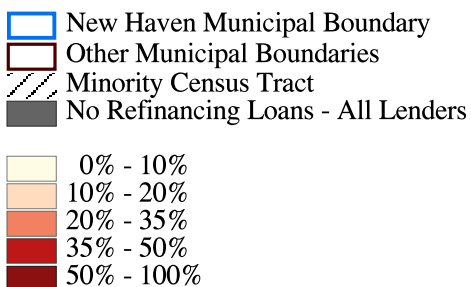 New Haven Municipal Boundary
Other Municipal Boundaries
Minority Census Tract
No Refinancing Loans - All Lenders
0% - 10%
10% - 20%
20% - 35%
35% - 50%
50% - 100%